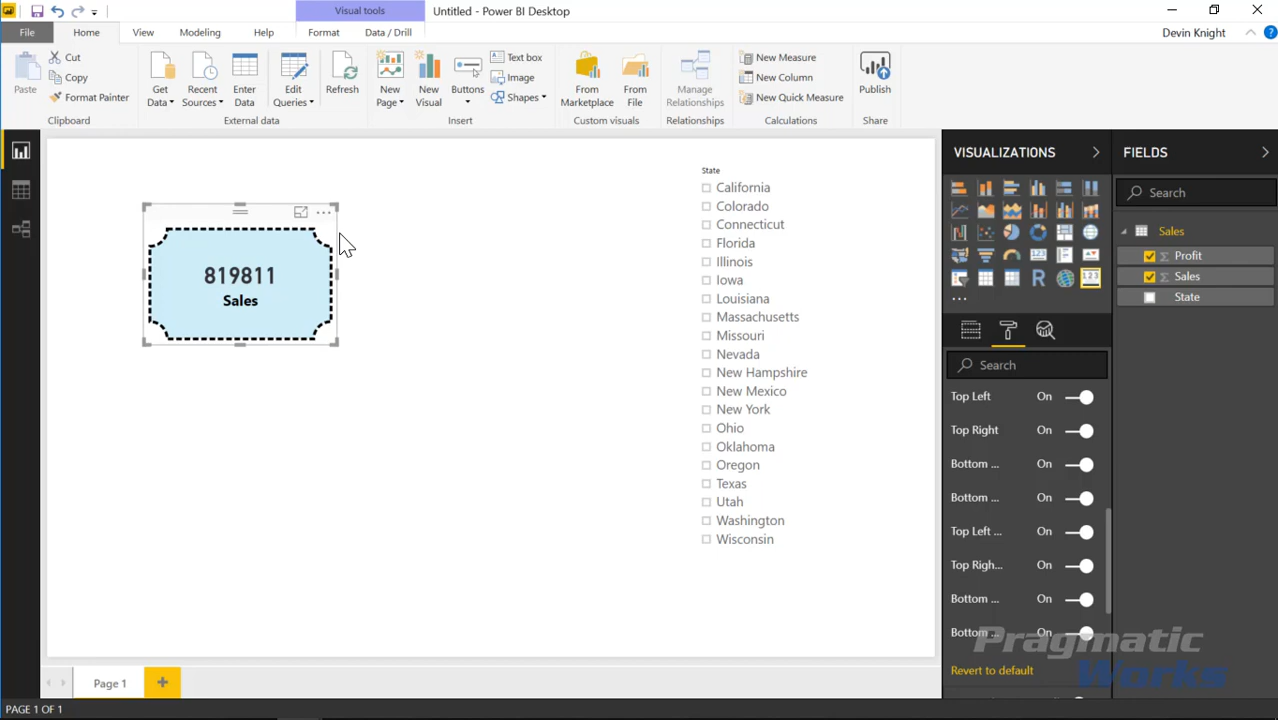 Visual tools
Untitled - Power BI Desktop
File
Home
View
Modeling
Help
Format
Data / Drill
Devin Knight
Paste
Cut
Copy
Format Painter
Clipboard
Get Data
Recent Sources
Enter Data
Edit Queries
Refresh
External data
New Page
New Visual
Buttons
Text box
Image
Shapes
Insert
From Marketplace
From File
Custom visuals
Manage Relationships
Relationships
New Measure
New Column
New Quick Measure
Calculations
Publish
Share
819811
Sales
State
California
Colorado
Connecticut
Florida
Illinois
Iowa
Louisiana
Massachusetts
Missouri
Nevada
New Hampshire
New Mexico
New York
Ohio
Oklahoma
Oregon
Texas
Utah
Washington
Wisconsin
VISUALIZATIONS
R
123
Search
Top Left On
Top Right On
Bottom ... On
Bottom ... On
Top Left ... On
Top Righ... On
Bottom ... On
Bottom ... On
Revert to default
FIELDS
Search
Sales
Σ Profit
Σ Sales
State
Pragmatic
Works
Page 1
PAGE 1 OF 1